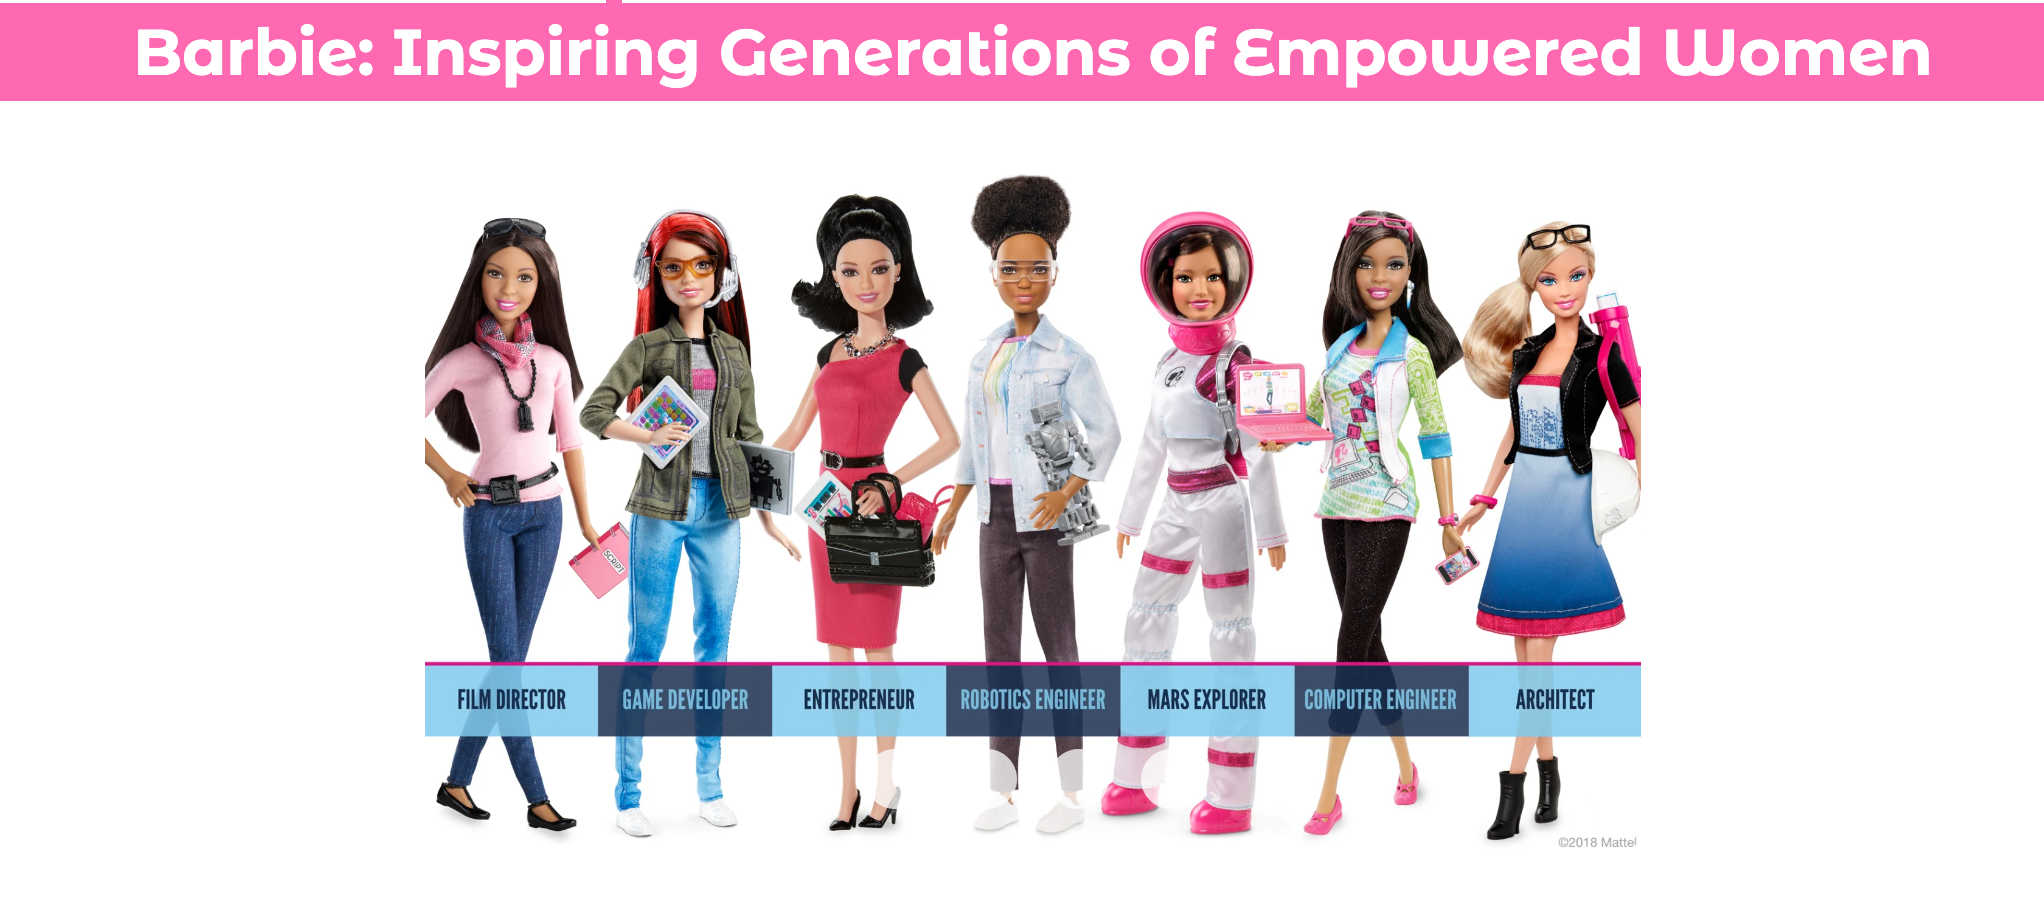 Barbie: Inspiring Generations of Empowered Women
SCRIPT
FILM DIRECTOR
GAME DEVELOPER
ENTREPRENEUR
ROBOTICS ENGINEER
MARS EXPLORER
COMPUTER ENGINEER
ARCHITECT
©2018 Mattel